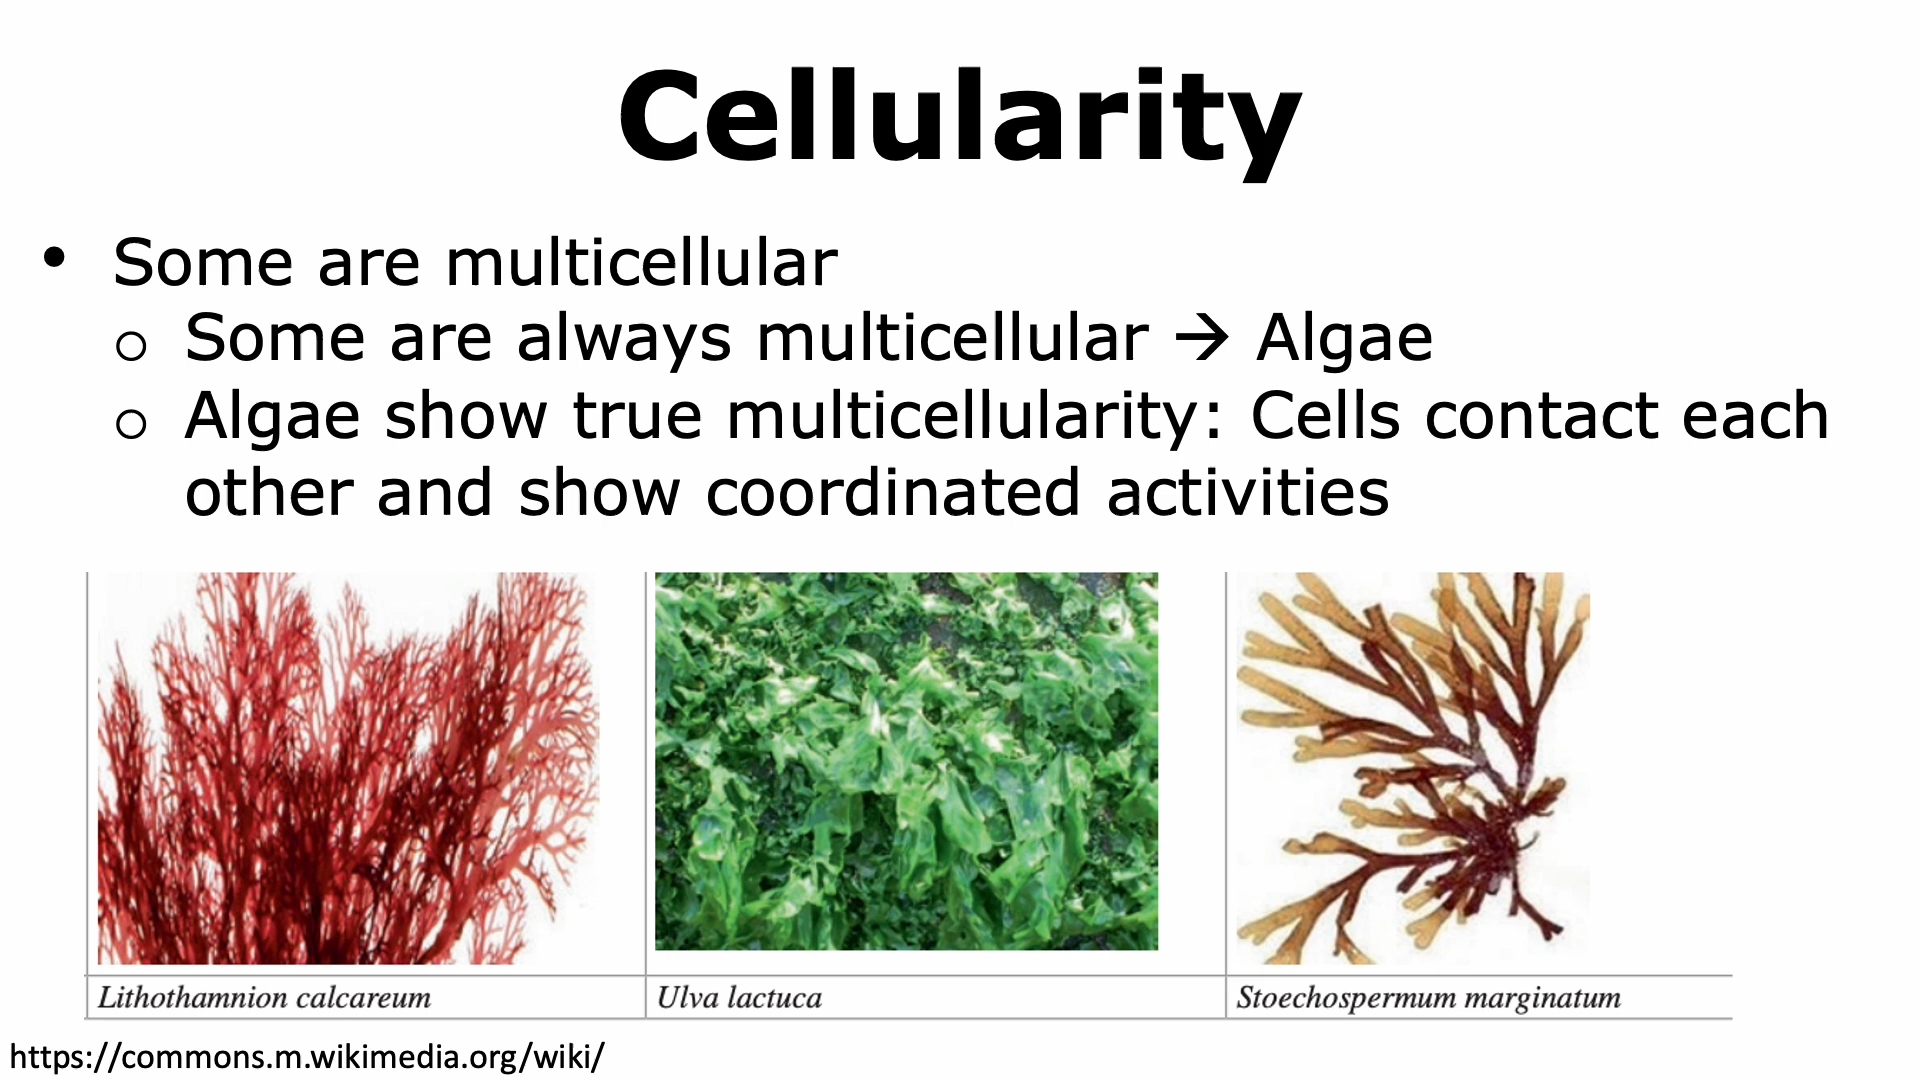 Cellularity
• Some are multicellular
o Some are always multicellular → Algae
o Algae show true multicellularity: Cells contact each
other and show coordinated activities
Lithothamnion calcareum
Ulva lactuca
Stoechospermum marginatum
https://commons.m.wikimedia.org/wiki/